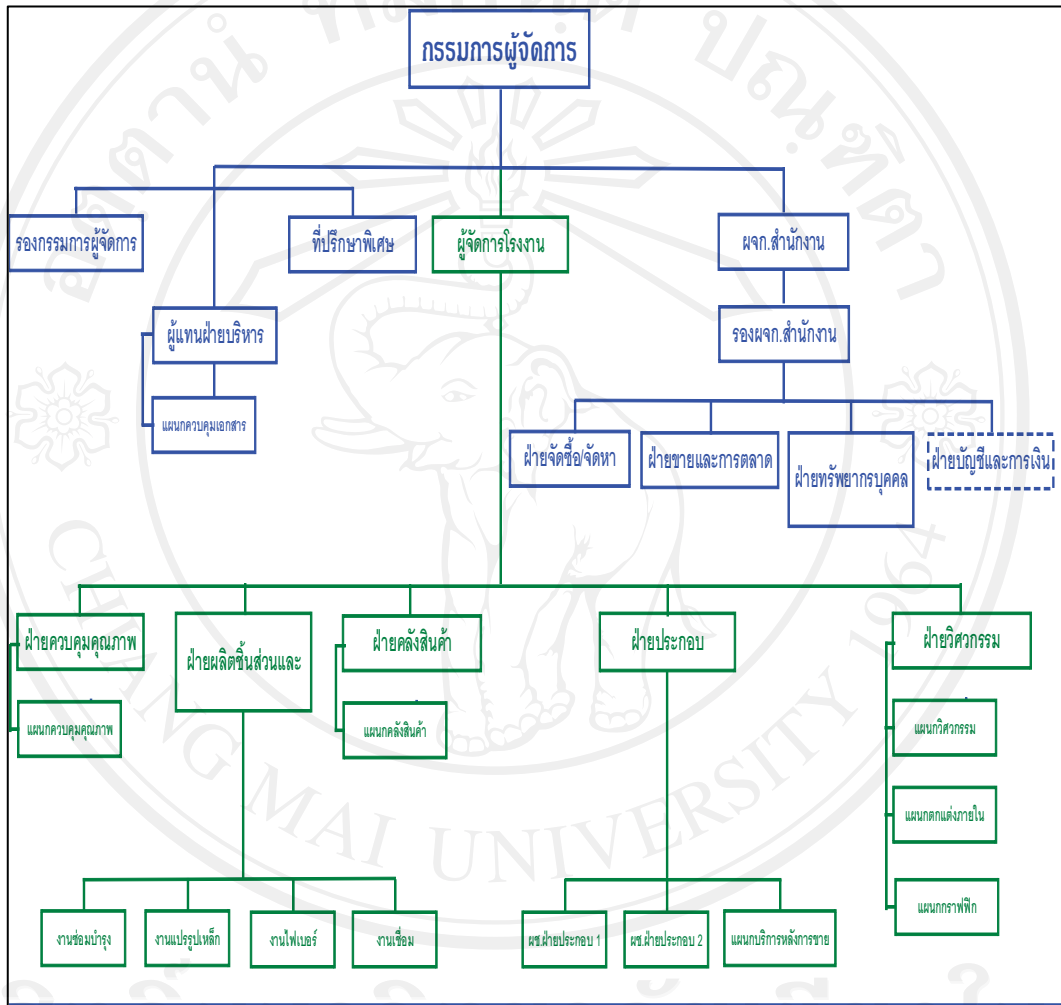 กรรมการผู้จัดการ
รองกรรมการผู้จัดการ
ที่ปรึกษาพิเศษ
ผู้จัดการโรงงาน
ผจก.สำนักงาน
ผู้แทนฝ่ายบริหาร
รองผจก.สำนักงาน
แผนกควบคุมเอกสาร
ฝ่ายจัดซื้อ/จัดหา
ฝ่ายขายและการตลาด
ฝ่ายทรัพยากรบุคคล
ฝ่ายบัญชีและการเงิน
ฝ่ายควบคุมคุณภาพ
ฝ่ายผลิตชิ้นส่วนและ
ฝ่ายคลังสินค้า
ฝ่ายประกอบ
ฝ่ายวิศวกรรม
แผนกควบคุมคุณภาพ
แผนกคลังสินค้า
แผนกวิศวกรรม
แผนกตกแต่งภายใน
แผนกกราฟฟิก
งานซ่อมบำรุง
งานแปรรูปเหล็ก
งานไฟเบอร์
งานเชื่อม
ผช.ฝ่ายประกอบ 1
ผช.ฝ่ายประกอบ 2
แผนกบริการหลังการขาย
CHIANG MAI UNIVERSITY 1964